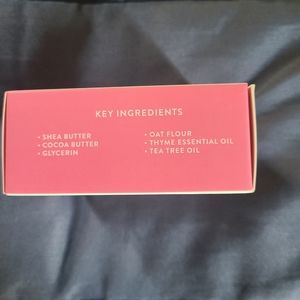 KEY INGREDIENTS
• SHEA BUTTER
• COCOA BUTTER
• GLYCERIN
• OAT FLOUR
• THYME ESSENTIAL OIL
• TEA TREE OIL